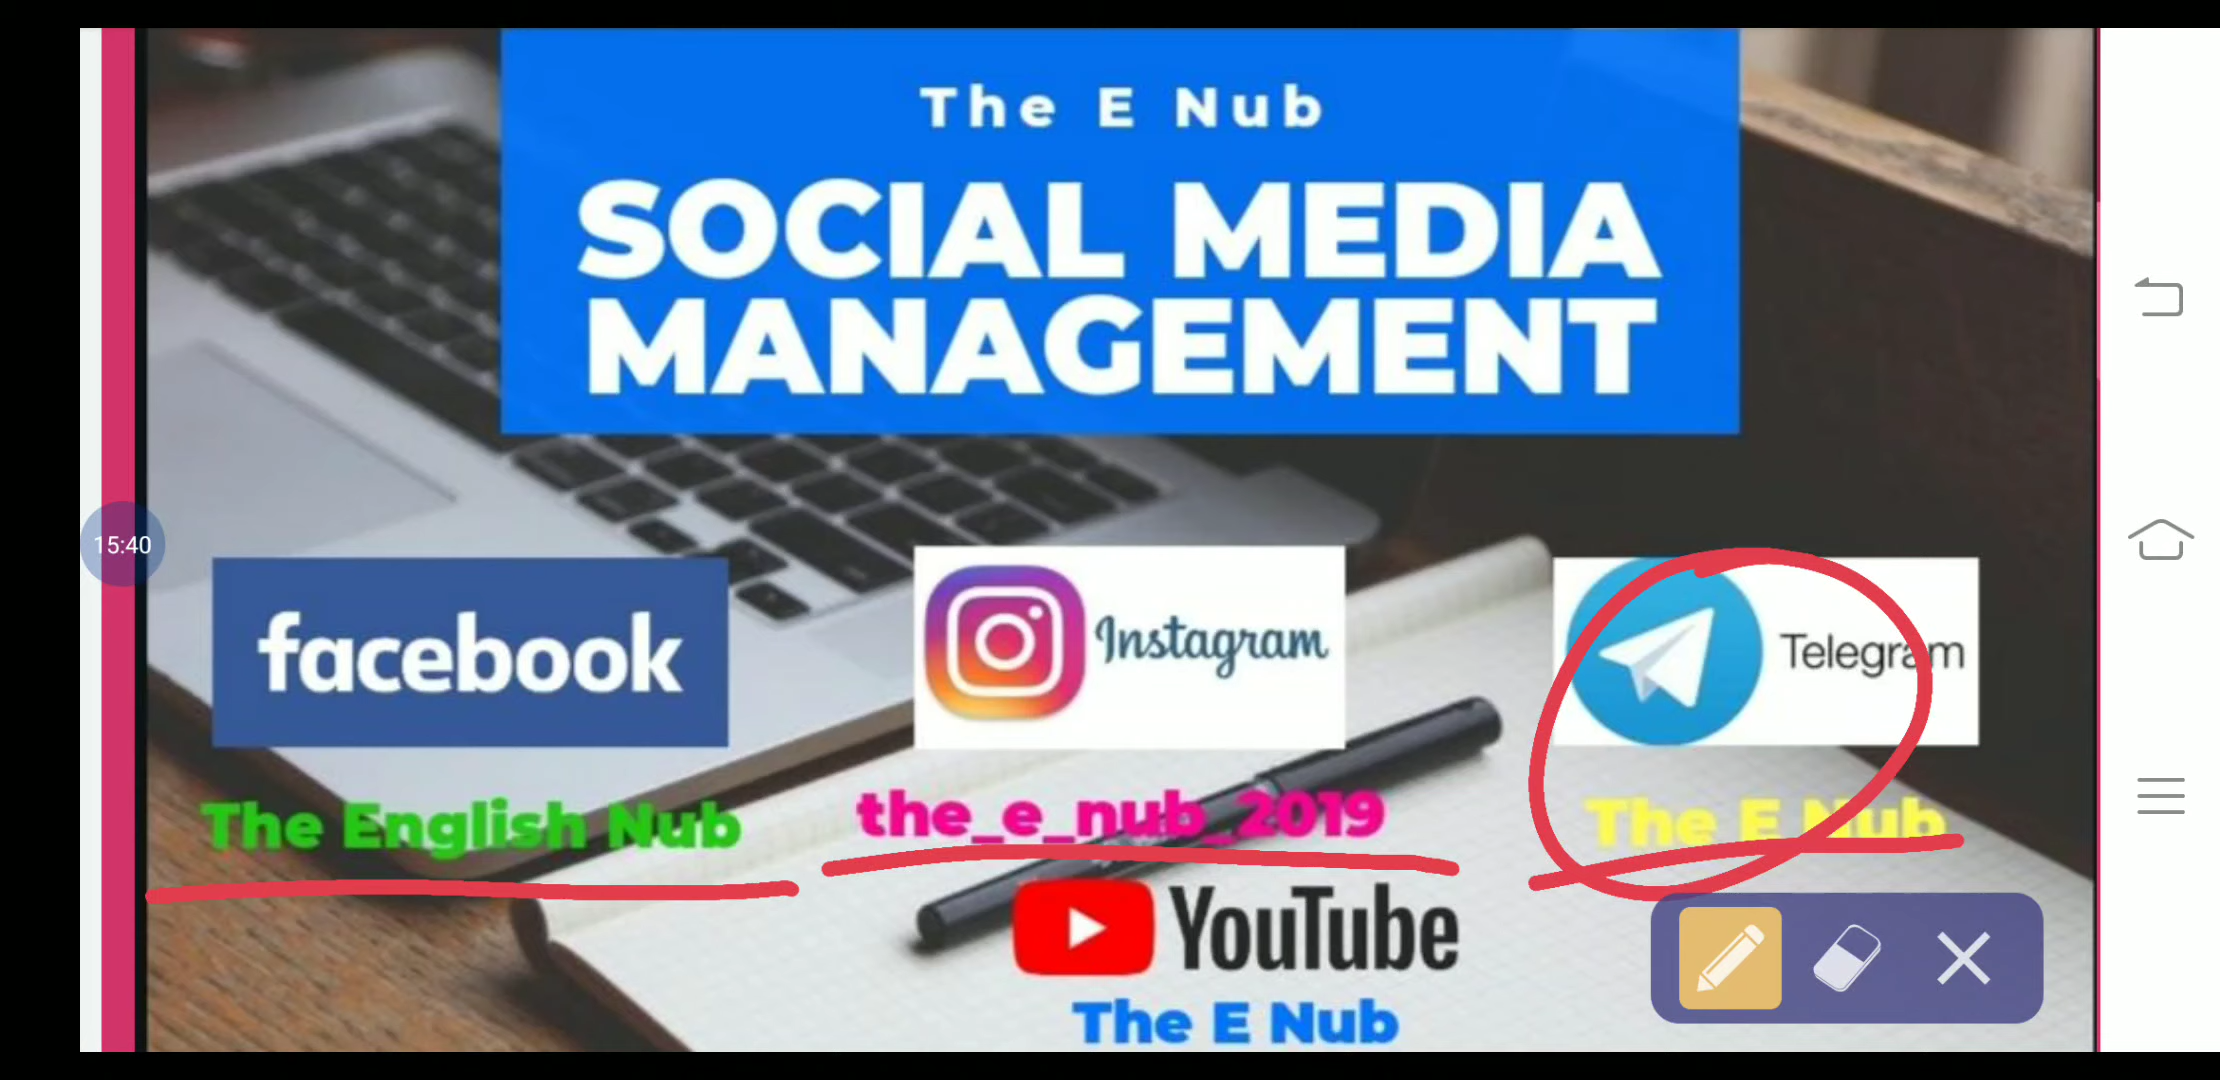 The E Nub
SOCIAL MEDIA
MANAGEMENT
15:40
facebook
Instagram
Telegram
The English Nub
the_e_nub_2019
The E Nub
YouTube
The E Nub